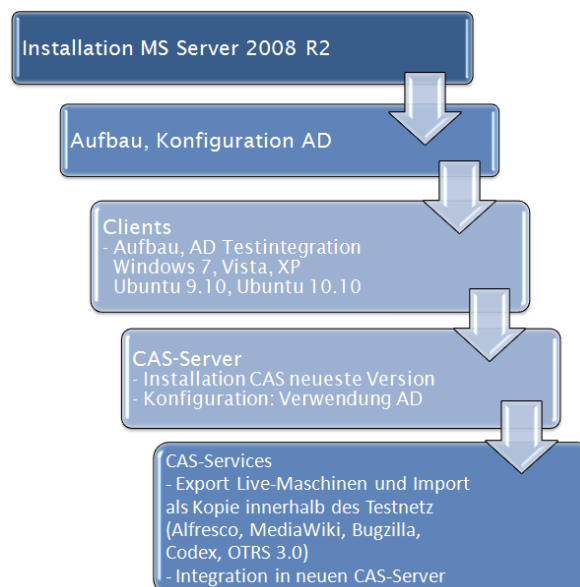 Installation MS Server 2008 R2
Aufbau, Konfiguration AD
Clients
- Aufbau, AD Testintegration
Windows 7, Vista, XP
Ubuntu 9.10, Ubuntu 10.10
CAS-Server
- Installation CAS neueste Version
- Konfiguration: Verwendung AD
CAS-Services
- Export Live-Maschinen und Import
als Kopie innerhalb des Testnetz
(Alfresco, MediaWiki, Bugzilla,
Codex, OTRS 3.0)
- Integration in neuen CAS-Server